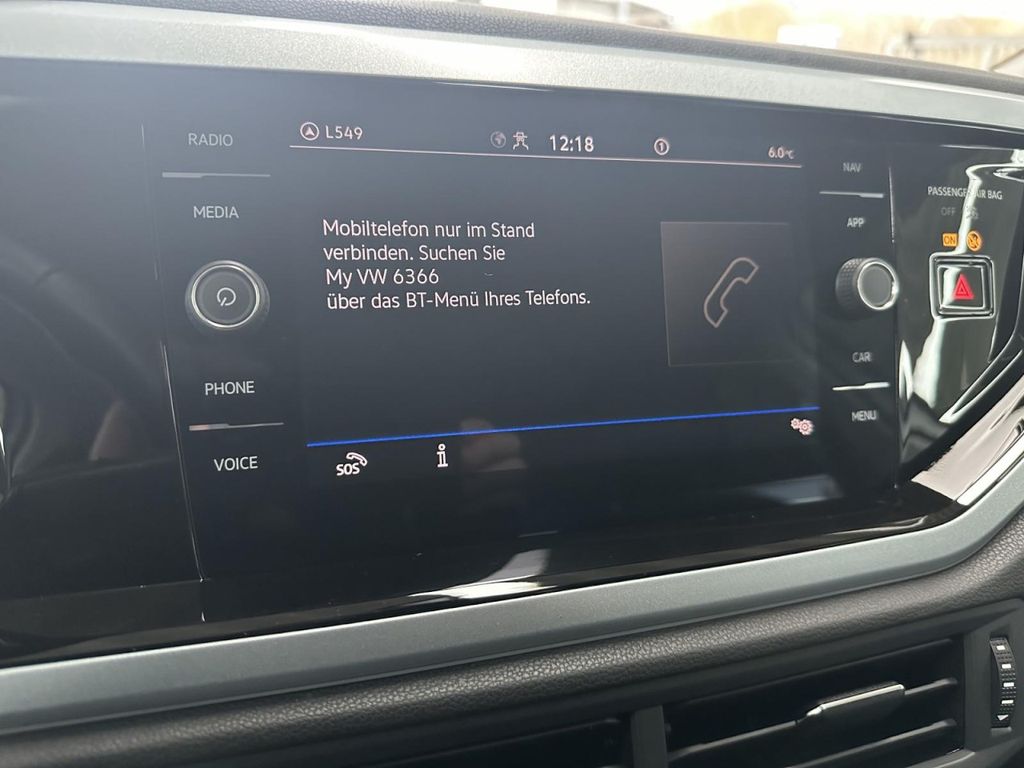 RADIO
MEDIA
PHONE
VOICE
L549
12:18
1
6.0°C
Mobiltelefon nur im Stand
verbinden. Suchen Sie
My VW 6366
über das BT-Menü Ihres Telefons.
SOS
i
NAV
APP
CAR
MENU
PASSENGER AIR BAG
OFF
ON